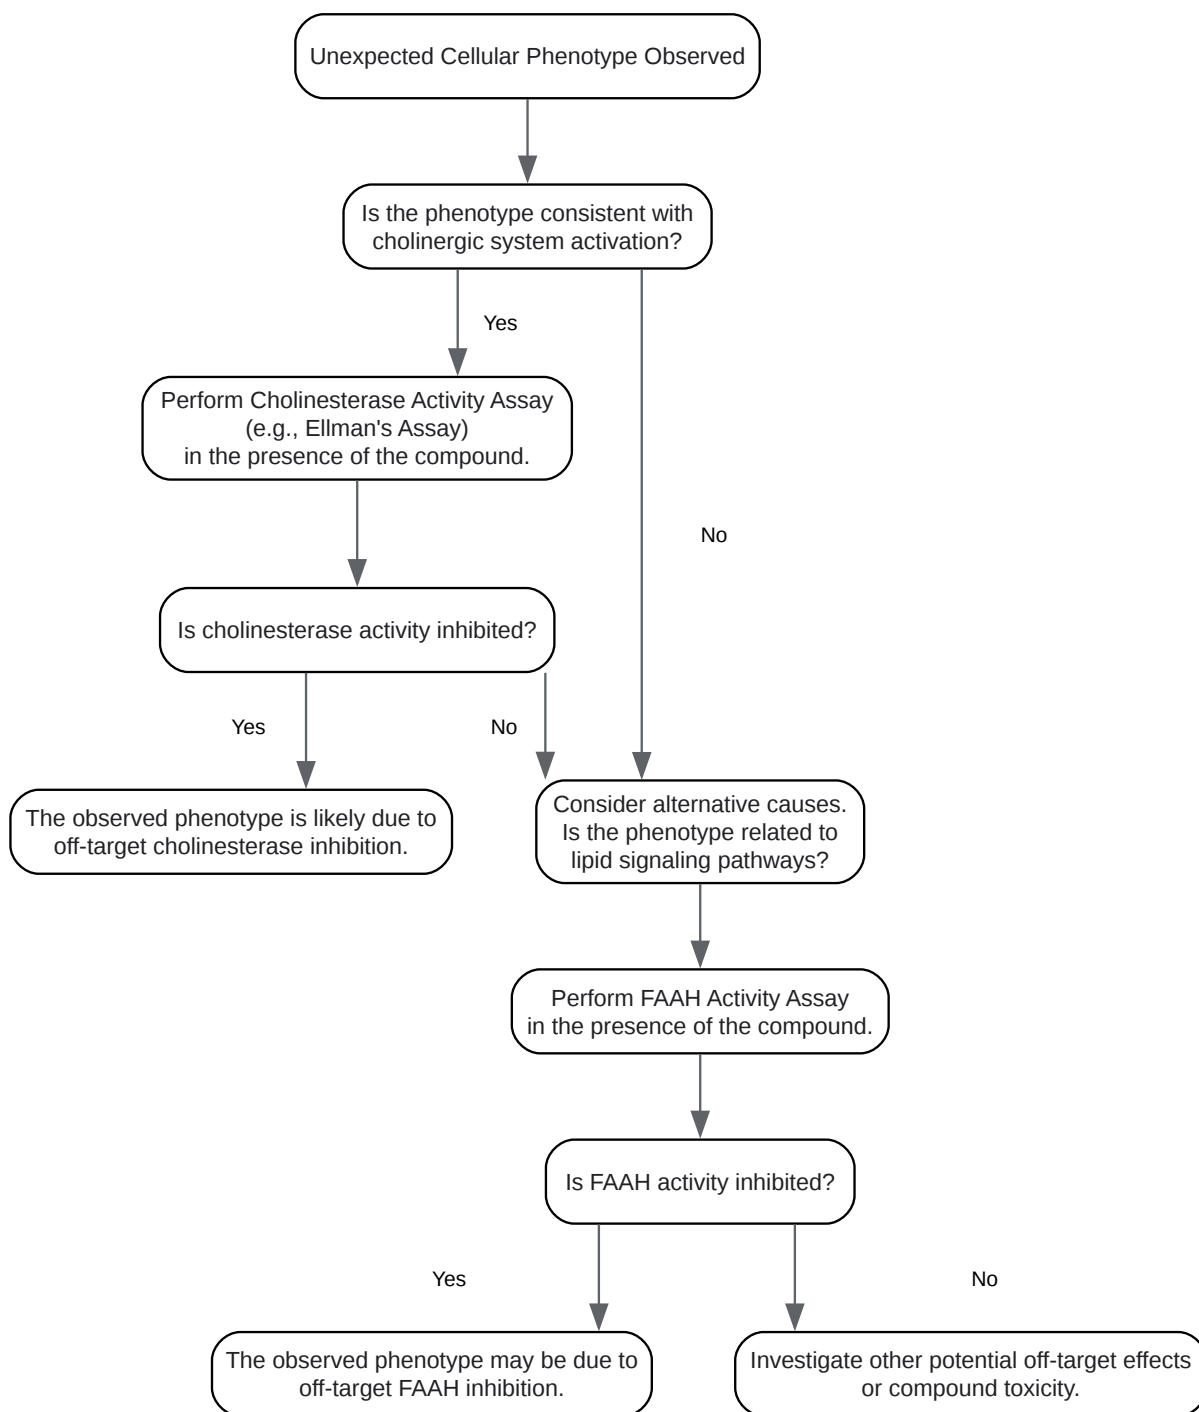 Unexpected Cellular Phenotype Observed
Is the phenotype consistent with
cholinergic system activation?
Yes
Perform Cholinesterase Activity Assay
(e.g., Ellman's Assay)
in the presence of the compound.
No
Is cholinesterase activity inhibited?
Yes
No
The observed phenotype is likely due to
off-target cholinesterase inhibition.
Consider alternative causes.
Is the phenotype related to
lipid signaling pathways?
Perform FAAH Activity Assay
in the presence of the compound.
Is FAAH activity inhibited?
Yes
No
The observed phenotype may be due to
off-target FAAH inhibition.
Investigate other potential off-target effects
or compound toxicity.